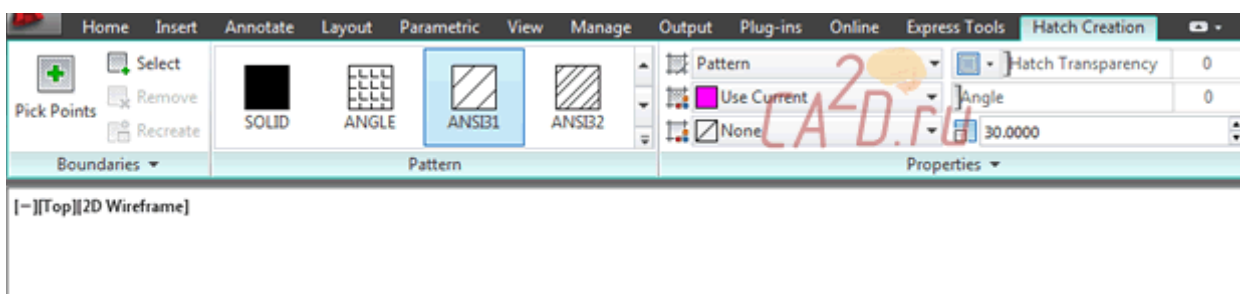 Home Insert Annotate Layout Parametric View Manage Output Plug-ins Online Express Tools Hatch Creation
Pick Points
Select
Remove
Recreate
Boundaries
SOLID ANGLE ANSI31 ANSI32
Pattern
Pattern
Use Current
None
Hatch Transparency 0
Angle 0
30.0000
Properties
CA2D.ru
[−][Top][2D Wireframe]